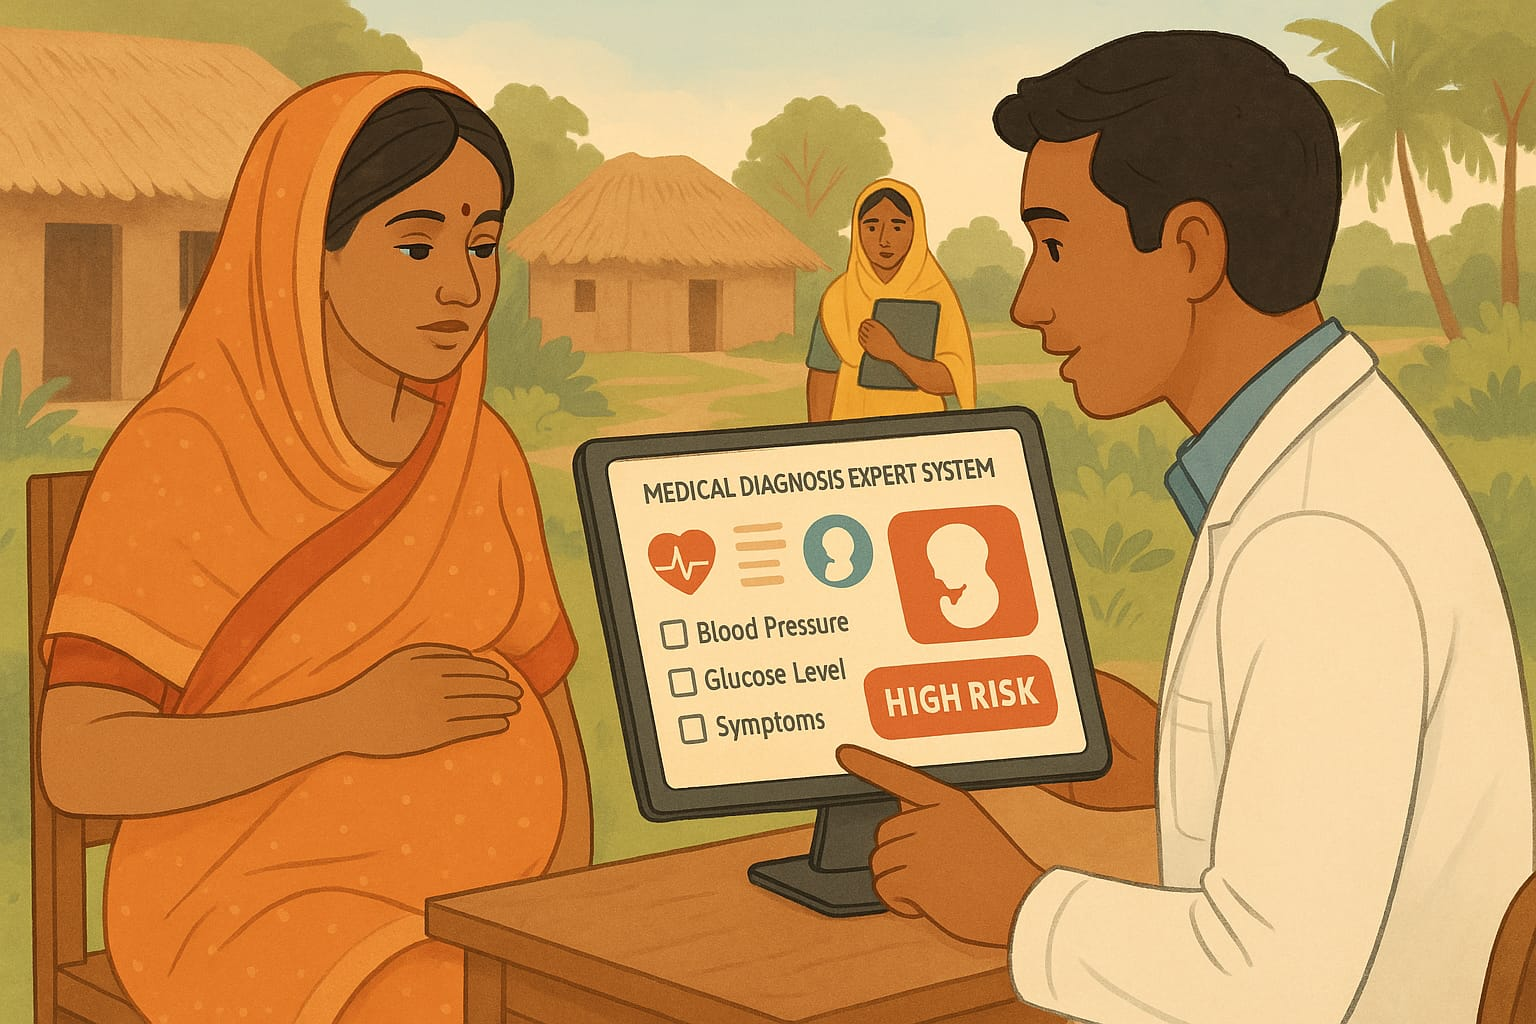 MEDICAL DIAGNOSIS EXPERT SYSTEM
Blood Pressure
Glucose Level
Symptoms
HIGH RISK